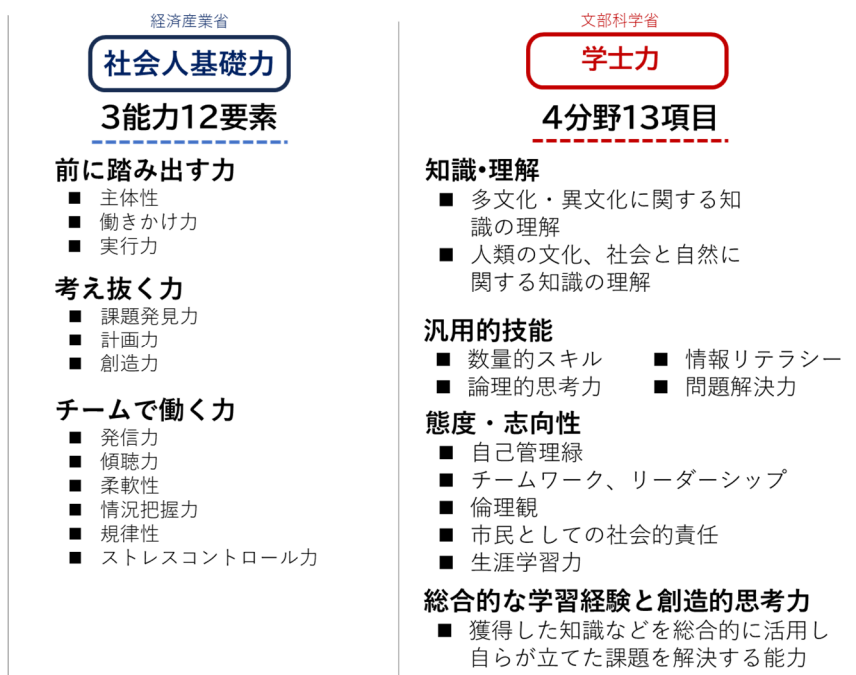 経済産業省
社会人基礎力
3能力12要素
前に踏み出す力
■ 主体性
■ 働きかけ力
■ 実行力
考え抜く力
■ 課題発見力
■ 計画力
■ 創造力
チームで働く力
■ 発信力
■ 傾聴力
■ 柔軟性
■ 情況把握力
■ 規律性
■ ストレスコントロール力
文部科学省
学士力
4分野13項目
知識・理解
■ 多文化・異文化に関する知
識の理解
■ 人類の文化、社会と自然に
関する知識の理解
汎用的技能
■ 数量的スキル ■ 情報リテラシー
■ 論理的思考力 ■ 問題解決力
態度・志向性
■ 自己管理緑
■ チームワーク、リーダーシップ
■ 倫理観
■ 市民としての社会的責任
■ 生涯学習力
総合的な学習経験と創造的思考力
■ 獲得した知識などを総合的に活用し
自らが立てた課題を解決する能力